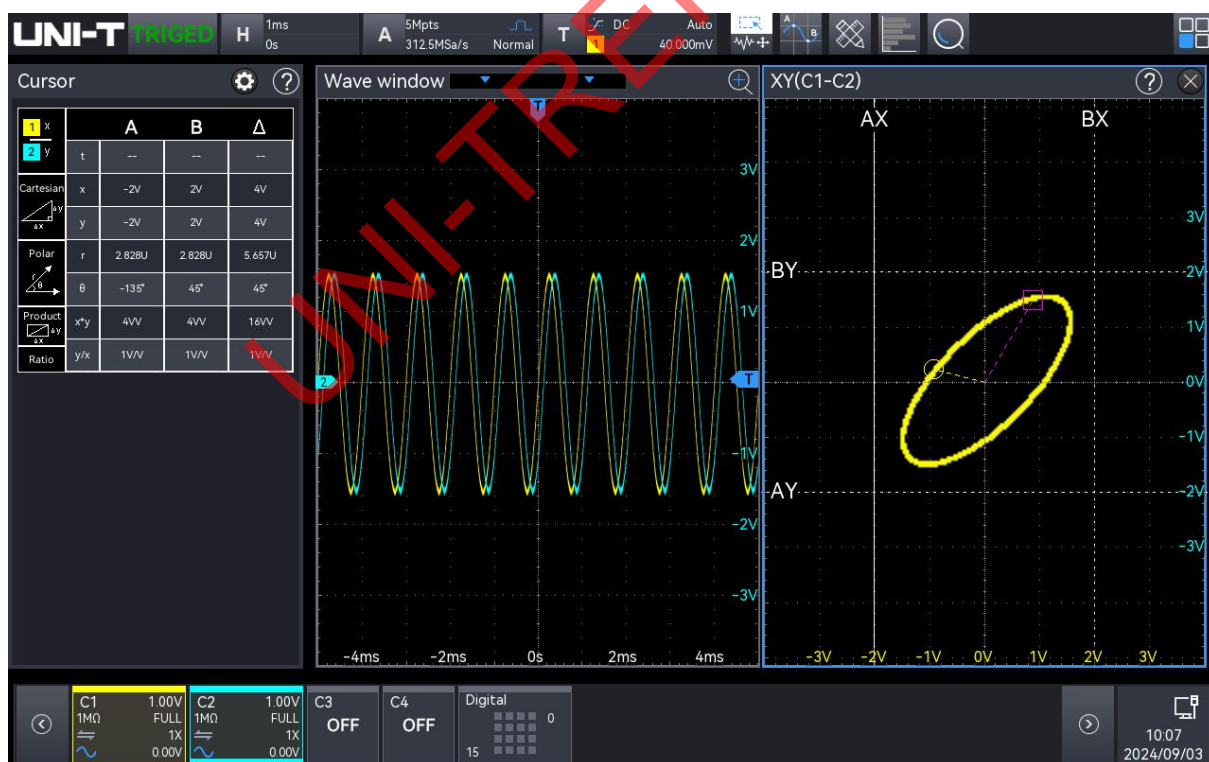 UNI-T TRIGED H 1ms 0s A 5Mpts 312.5MSa/s Normal T DC 1 Auto 40.000mV A B
Cursor ?
Wave window
XY(C1-C2) ?
1 x A B Δ
2 y t -- -- --
Cartesian Δy Δx x -2V 2V 4V
y -2V 2V 4V
Polar r θ r 2.828U 2.828U 5.657U
θ -135° 45° 45°
Product Δy Δx x*y 4VV 4VV 16VV
Ratio y/x 1V/V 1V/V 1V/V
T
3V
2V
1V
2
T
-1V
-2V
-3V
-4ms -2ms 0s 2ms 4ms
AX BX
3V
BY 2V
1V
0V
-1V
AY -2V
-3V
-3V -2V -1V 0V 1V 2V 3V
UNI-TREN
C1 1.00V
1MΩ FULL
1X
0.00V
C2 1.00V
1MΩ FULL
1X
0.00V
C3
OFF
C4
OFF
Digital
0
15
10:07
2024/09/03